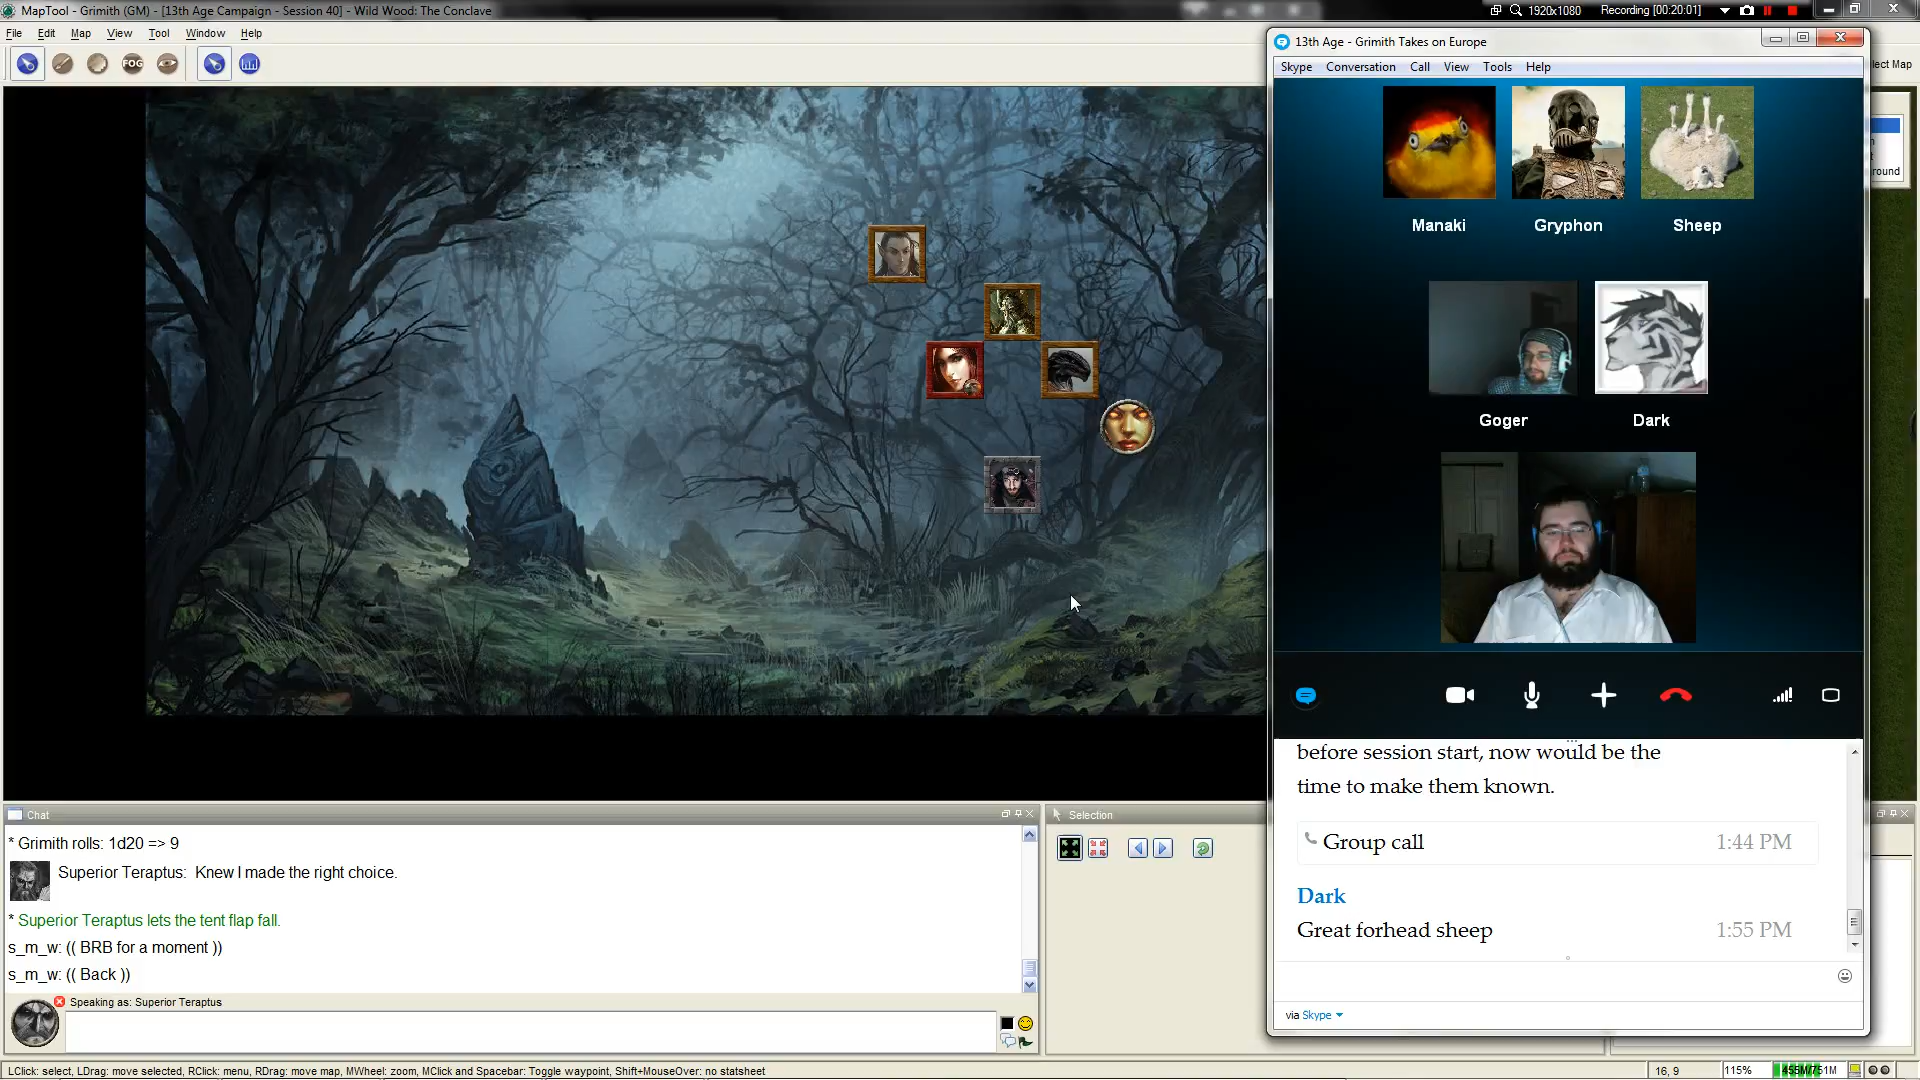 MapTool - Grimith (GM) - [13th Age Campaign - Session 40] - Wild Wood: The Conclave
1920x1080
Recording [00:20:01]
File Edit Map View Tool Window Help
FOG
lect Map
round
13th Age - Grimith Takes on Europe
Skype Conversation Call View Tools Help
Manaki
Gryphon
Sheep
Goger
Dark
before session start, now would be the
time to make them known.
Group call 1:44 PM
Dark
Great forhead sheep 1:55 PM
via Skype
Chat
* Grimith rolls: 1d20 => 9
Superior Teraptus: Knew I made the right choice.
* Superior Teraptus lets the tent flap fall.
s_m_w: (( BRB for a moment ))
s_m_w: (( Back ))
Speaking as: Superior Teraptus
Selection
LClick: select, LDrag: move selected, RClick: menu, RDrag: move map, MWheel: zoom, MClick and Spacebar: Toggle waypoint, Shift+MouseOver: no statsheet
16, 9
115%
455M/751M